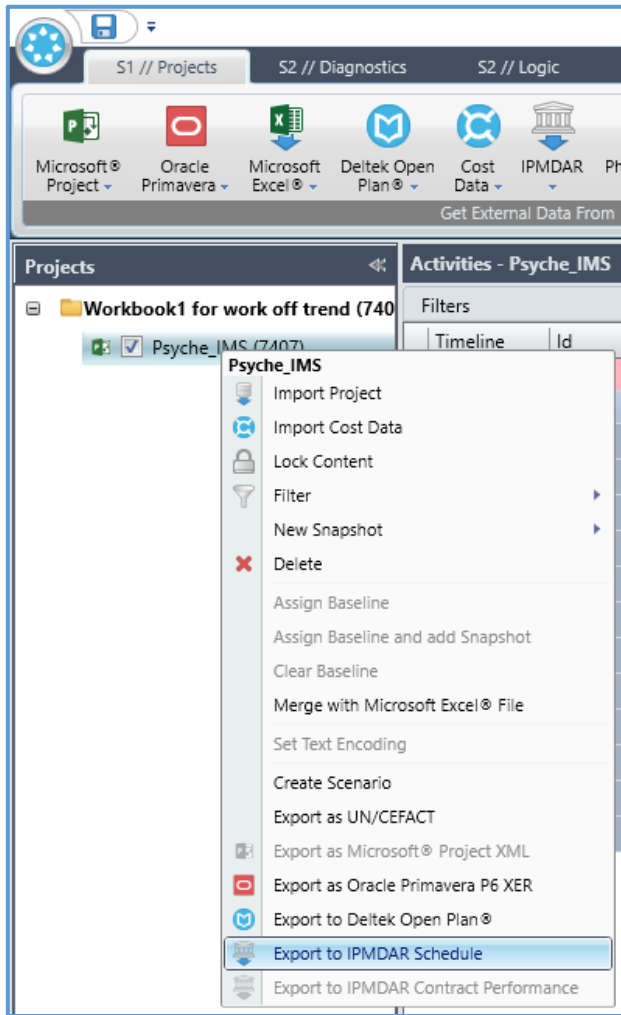 S1 // Projects
S2 // Diagnostics
S2 // Logic
Microsoft®
Project
Oracle
Primavera
Microsoft
Excel®
Deltek Open
Plan®
Cost
Data
IPMDAR
Ph
Get External Data From
Projects
Activities - Psyche_IMS
Workbook1 for work off trend (740
Filters
Timeline
Id
Psyche_IMS (7407)
Psyche_IMS
Import Project
Import Cost Data
Lock Content
Filter
New Snapshot
Delete
Assign Baseline
Assign Baseline and add Snapshot
Clear Baseline
Merge with Microsoft Excel® File
Set Text Encoding
Create Scenario
Export as UN/CEFACT
Export as Microsoft® Project XML
Export as Oracle Primavera P6 XER
Export to Deltek Open Plan®
Export to IPMDAR Schedule
Export to IPMDAR Contract Performance